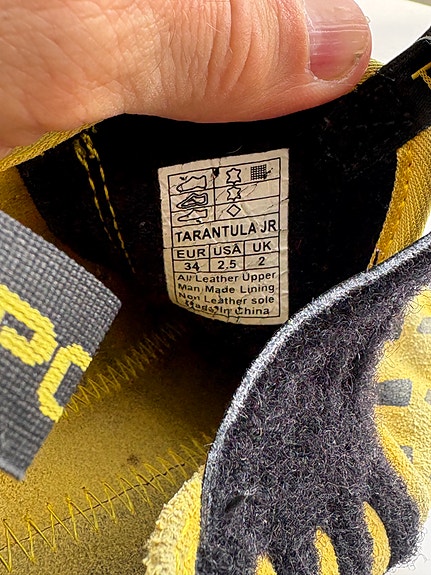 TARANTULA JR
EUR USA UK
34 2.5 2
All Leather Upper
Man Made Lining
Non Leather sole
Made In China
PO